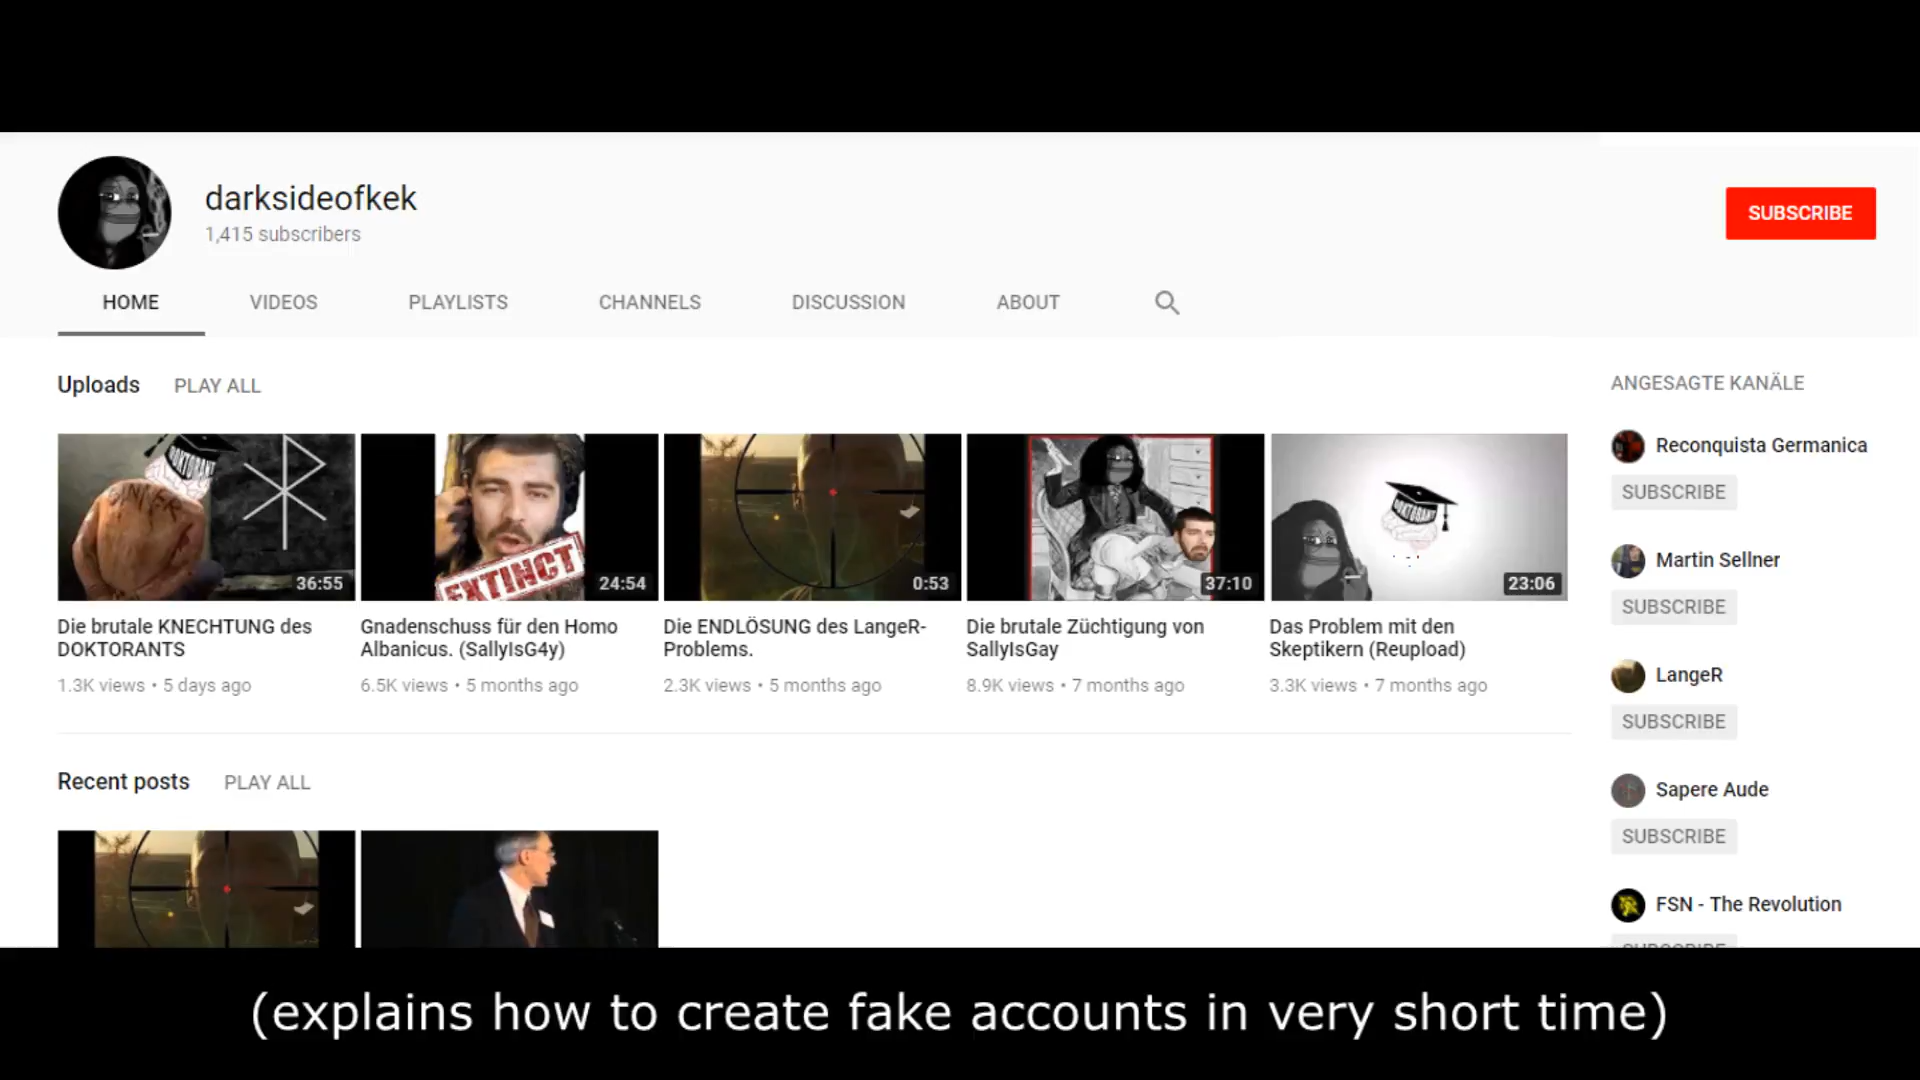 darksideofkek
1,415 subscribers
SUBSCRIBE
HOME VIDEOS PLAYLISTS CHANNELS DISCUSSION ABOUT
Uploads PLAY ALL
ANGESAGTE KANÄLE
Reconquista Germanica
SUBSCRIBE
Martin Sellner
SUBSCRIBE
LangeR
SUBSCRIBE
Sapere Aude
SUBSCRIBE
FSN - The Revolution
SUBSCRIBE
DOKTORANT
36:55
EXTINCT
24:54
0:53
37:10
DOKTORANT
23:06
Die brutale KNECHTUNG des
DOKTORANTS
1.3K views • 5 days ago
Gnadenschuss für den Homo
Albanicus. (SallyIsG4y)
6.5K views • 5 months ago
Die ENDLÖSUNG des LangeR-
Problems.
2.3K views • 5 months ago
Die brutale Züchtigung von
SallyIsGay
8.9K views • 7 months ago
Das Problem mit den
Skeptikern (Reupload)
3.3K views • 7 months ago
Recent posts PLAY ALL
(explains how to create fake accounts in very short time)